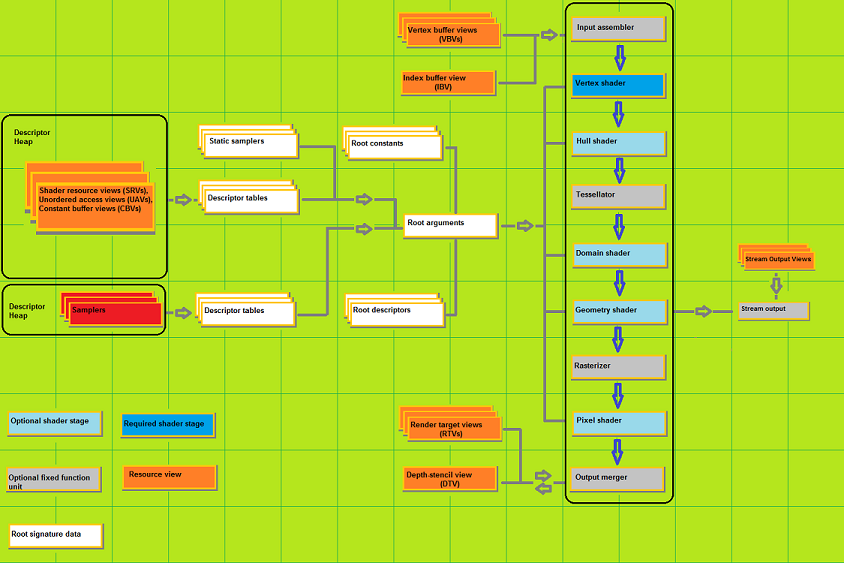 Vertex buffer views
(VBVs)
Index buffer view
(IBV)
Input assembler
Vertex shader
Hull shader
Tessellator
Domain shader
Geometry shader
Rasterizer
Pixel shader
Output merger
Descriptor
Heap
Shader resource views (SRVs),
Unordered access views (UAVs),
Constant buffer views (CBVs)
Static samplers
Descriptor tables
Root constants
Root arguments
Descriptor
Heap
Samplers
Descriptor tables
Root descriptors
Stream Output Views
Stream output
Render target views
(RTVs)
Depth-stencil view
(DTV)
Optional shader stage
Required shader stage
Optional fixed function
unit
Resource view
Root signature data